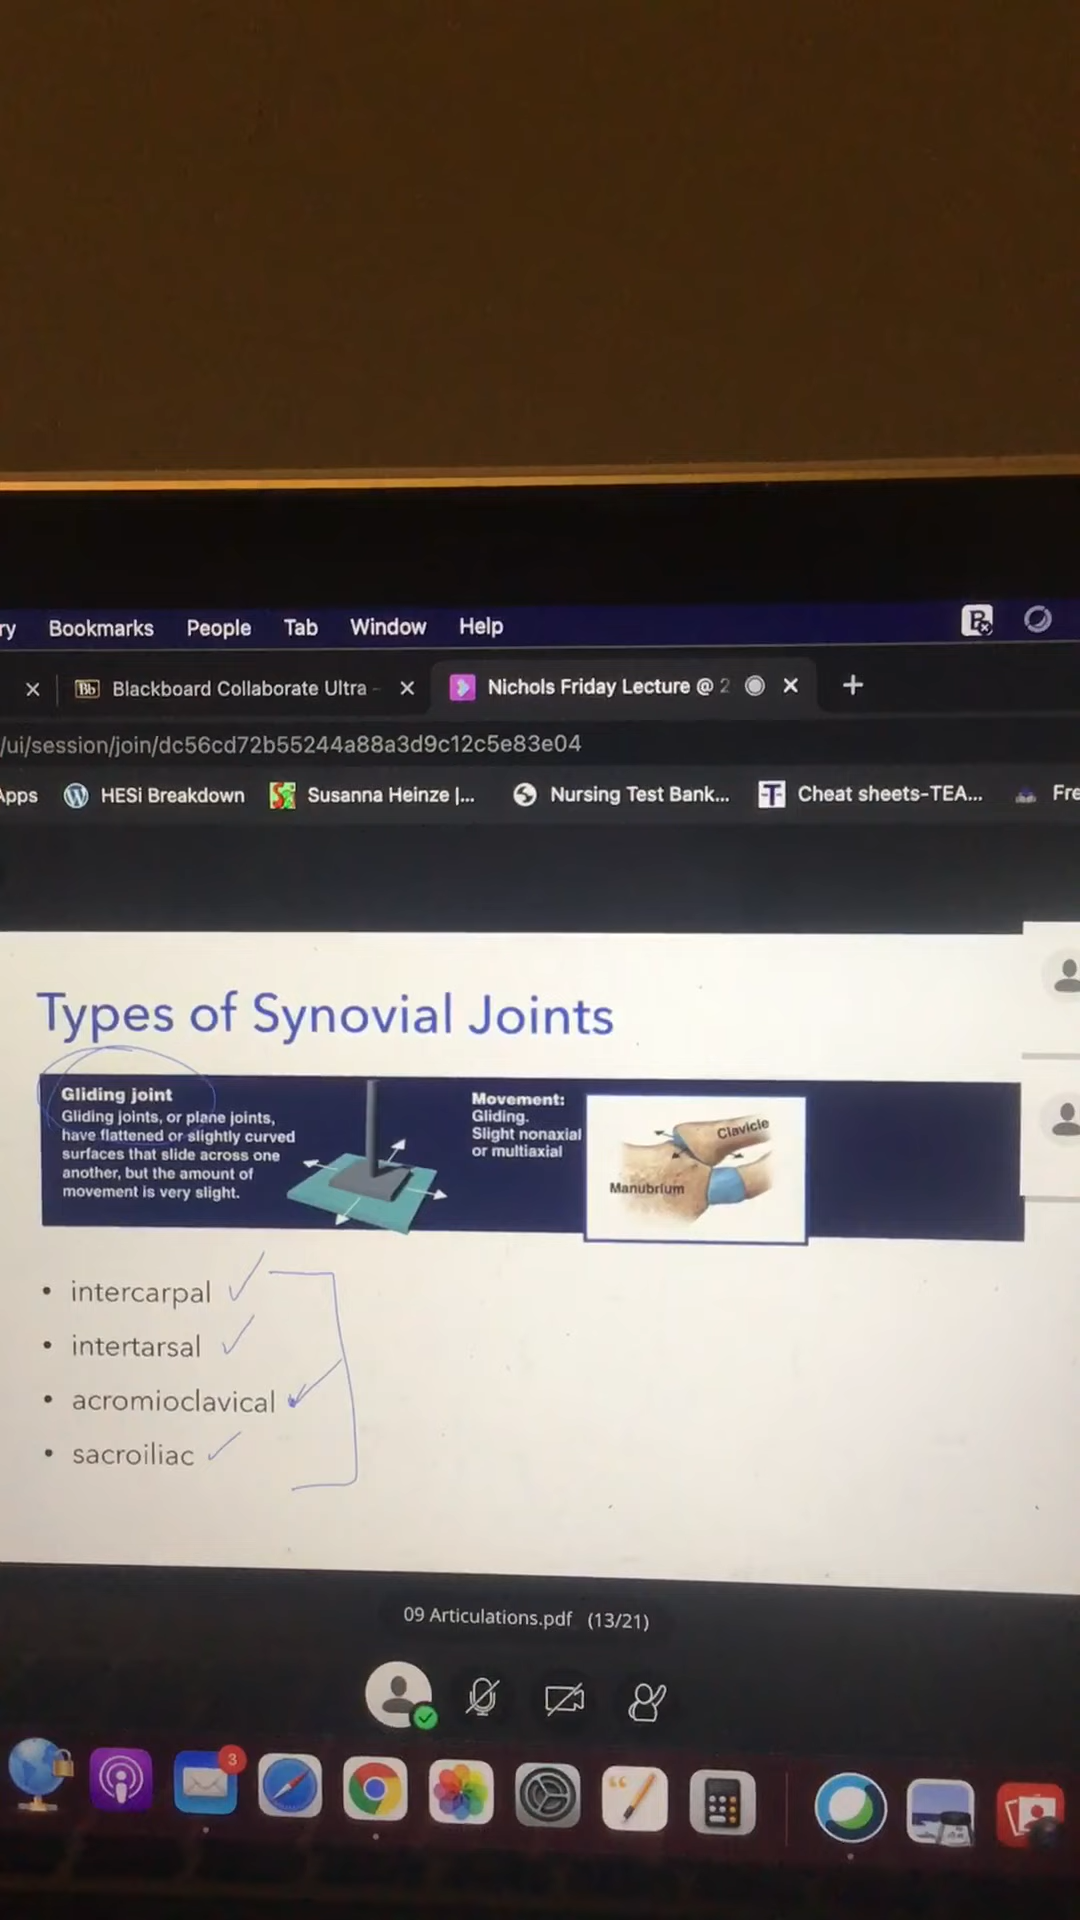 ry Bookmarks People Tab Window Help
Bb Blackboard Collaborate Ultra - Nichols Friday Lecture @ 2
/ui/session/join/dc56cd72b55244a88a3d9c12c5e83e04
Apps HESi Breakdown Susanna Heinze |... Nursing Test Bank... T Cheat sheets-TEA... Fre
Types of Synovial Joints
Gliding joint
Gliding joints, or plane joints,
have flattened or slightly curved
surfaces that slide across one
another, but the amount of
movement is very slight.
Movement:
Gliding.
Slight nonaxial
or multiaxial
Clavicle
Manubrium
• intercarpal
• intertarsal
• acromioclavical
• sacroiliac
09 Articulations.pdf (13/21)
3